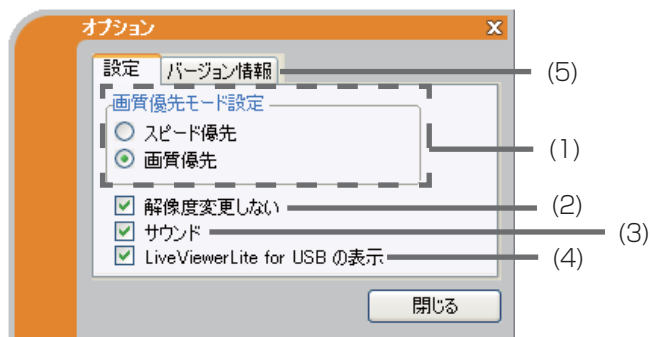 オプション
設定 バージョン情報 (5)
画質優先モード設定
スピード優先
画質優先
(1)
解像度変更しない (2)
サウンド (3)
LiveViewerLite for USB の表示 (4)
閉じる